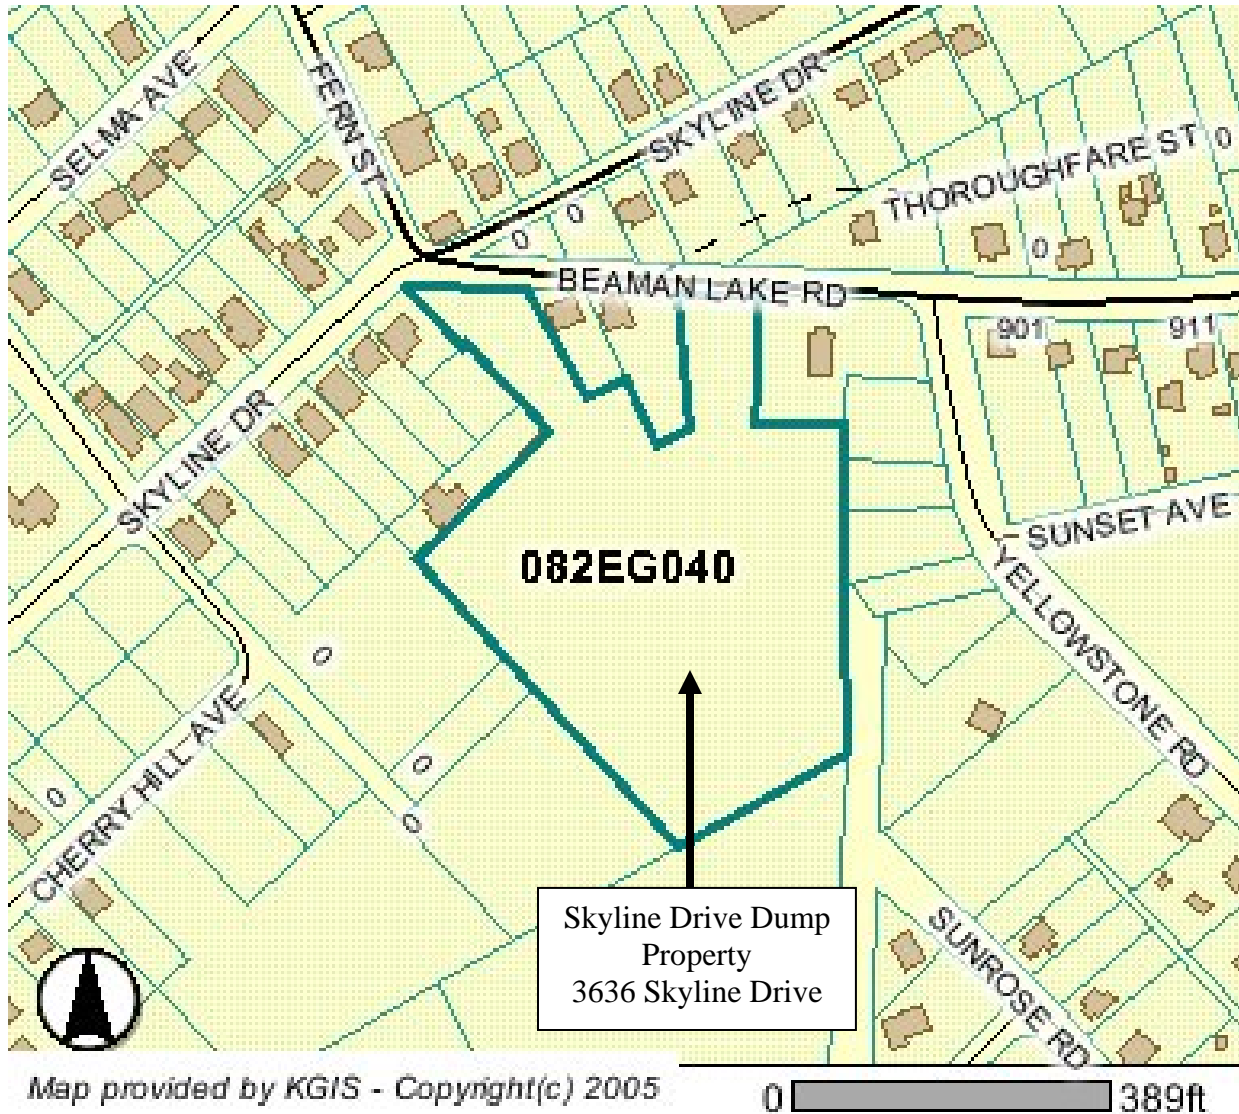 SELMA AVE
FERN ST
SKYLINE DR
THOROUGHFARE ST
0
0
0
0
BEAMAN LAKE RD
901
911
SKYLINE DR
SUNSET AVE
082EG040
YELLOWSTONE RD
0
CHERRY HILL AVE
0
0
0
Skyline Drive Dump
Property
3636 Skyline Drive
SUNROSE RD
Map provided by KGIS - Copyright(c) 2005
0
389ft